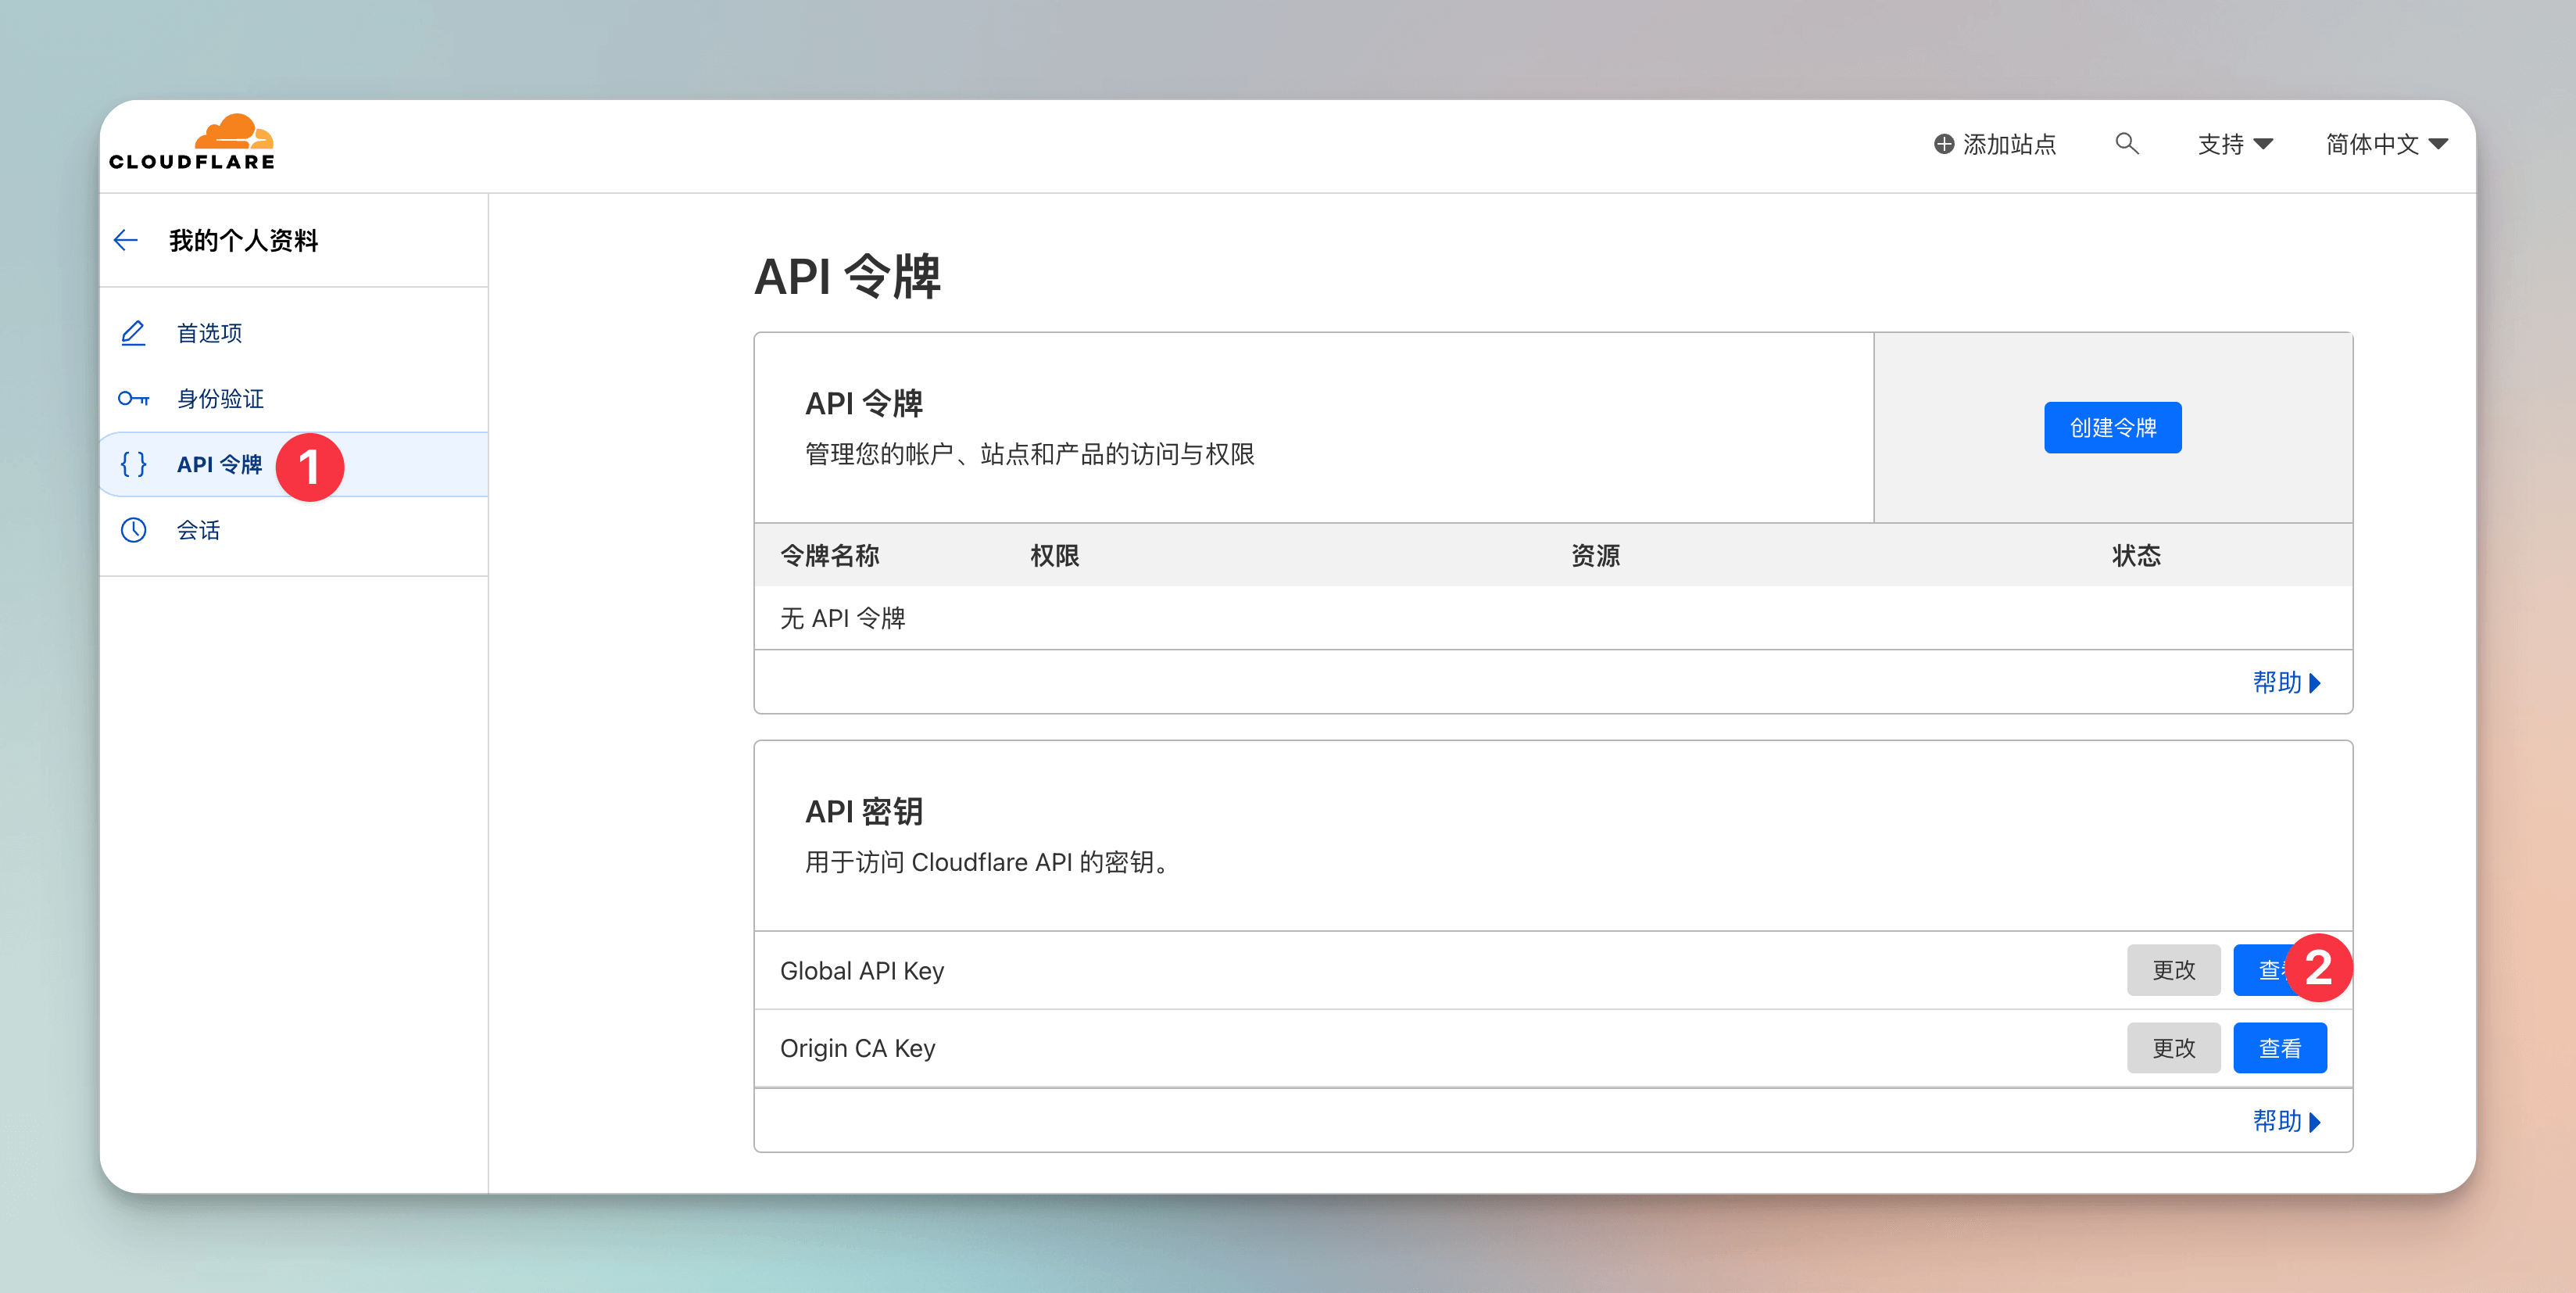 CLOUDFLARE
添加站点
支持
简体中文
我的个人资料
首选项
身份验证
API 令牌
1
会话
API 令牌
API 令牌
管理您的帐户、站点和产品的访问与权限
创建令牌
令牌名称 权限 资源 状态
无 API 令牌
帮助
API 密钥
用于访问 Cloudflare API 的密钥。
Global API Key 更改 查看 2
Origin CA Key 更改 查看
帮助